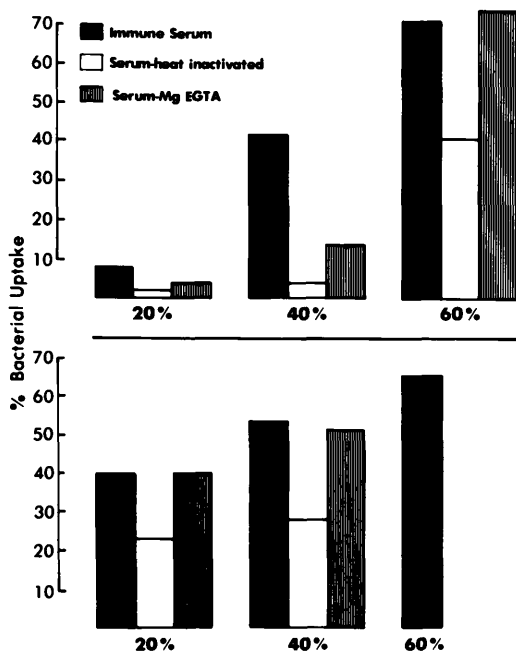 70
60
50
40
30
20
10
Immune Serum
Serum-heat inactivated
Serum-Mg EGTA
20% 40% 60%
% Bacterial Uptake
70
60
50
40
30
20
10
20% 40% 60%